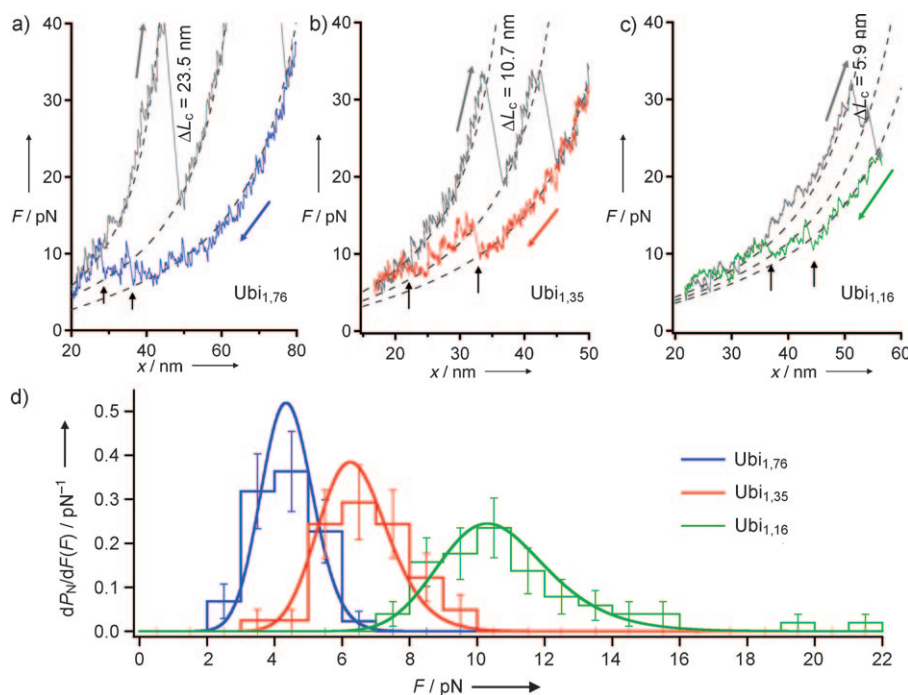 a)
40
30
F / pN
20
10
0
ΔLc = 23.5 nm
Ubi1,76
20 40 60 80
x / nm
b)
40
30
F / pN
20
10
0
ΔLc = 10.7 nm
Ubi1,35
20 30 40 50
x / nm
c)
40
30
F / pN
20
10
0
ΔLc = 5.9 nm
Ubi1,16
20 30 40 50 60
x / nm
d)
0.5
0.4
0.3
0.2
0.1
0.0
dPN/dF(F) / pN⁻¹
Ubi1,76
Ubi1,35
Ubi1,16
0 2 4 6 8 10 12 14 16 18 20 22
F / pN